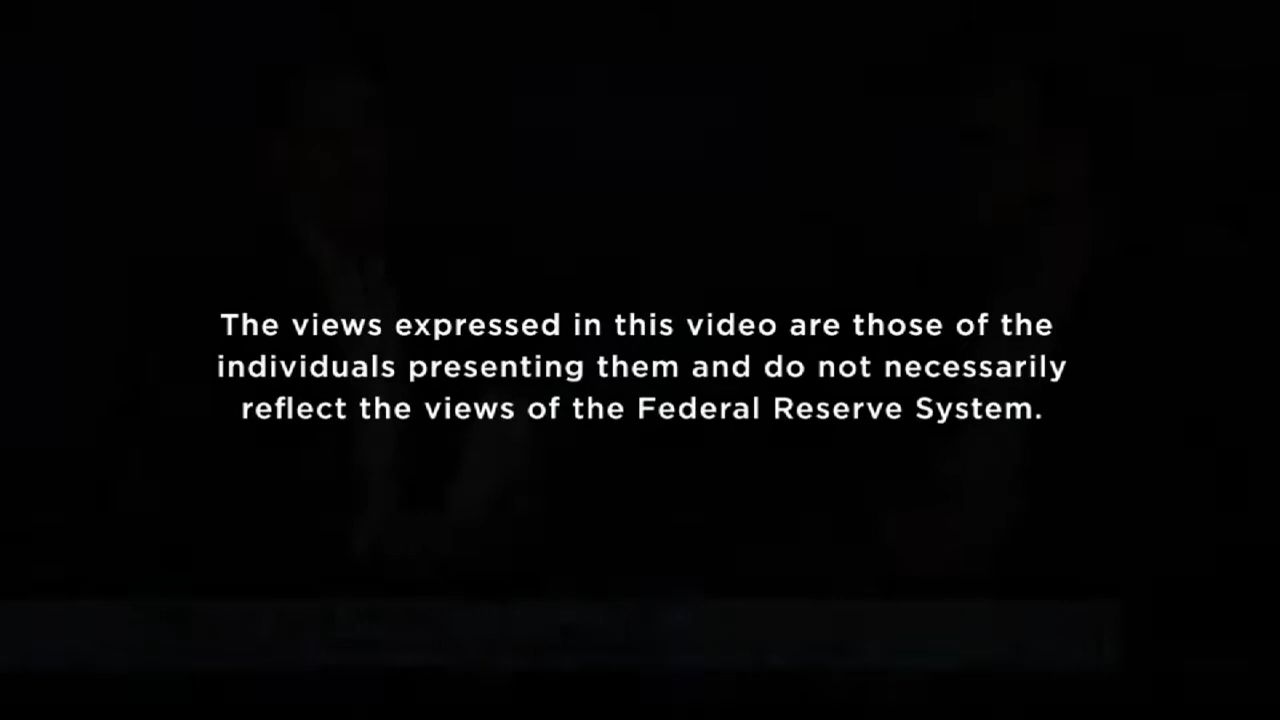 The views expressed in this video are those of the
individuals presenting them and do not necessarily
reflect the views of the Federal Reserve System.